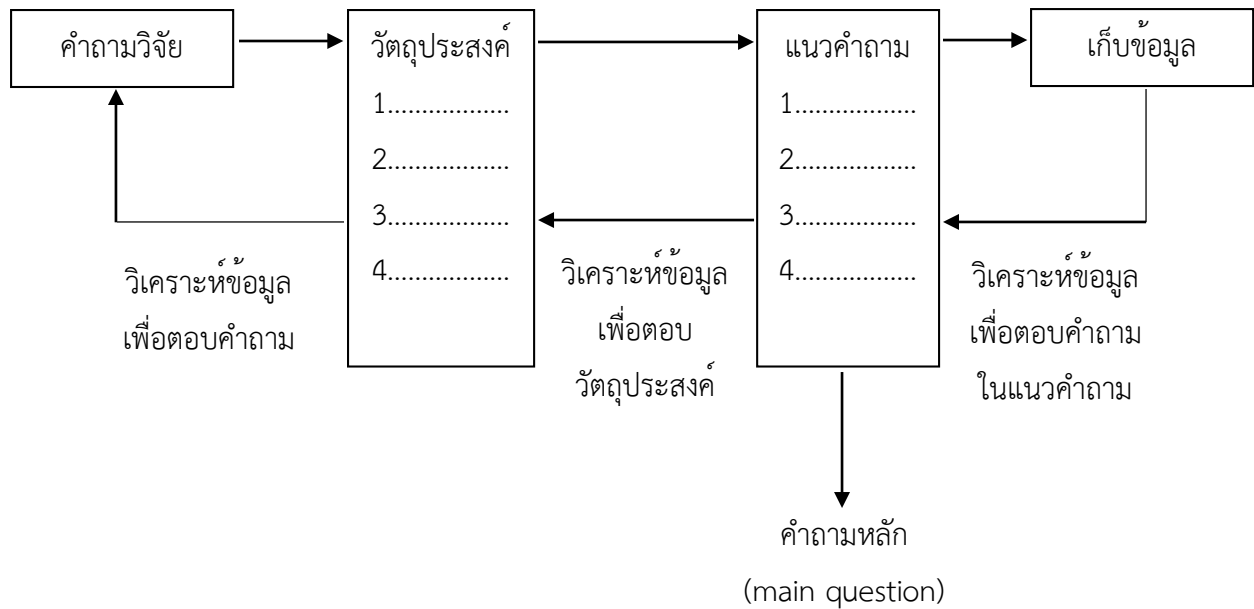 คำถามวิจัย
วัตถุประสงค์
1.................
2.................
3.................
4.................
แนวคำถาม
1.................
2.................
3.................
4.................
เก็บข้อมูล
วิเคราะห์ข้อมูล
เพื่อตอบคำถาม
วิเคราะห์ข้อมูล
เพื่อตอบ
วัตถุประสงค์
วิเคราะห์ข้อมูล
เพื่อตอบคำถาม
ในแนวคำถาม
คำถามหลัก
(main question)